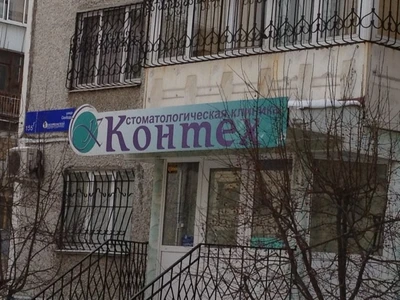 стоматологическая клиника
Контех